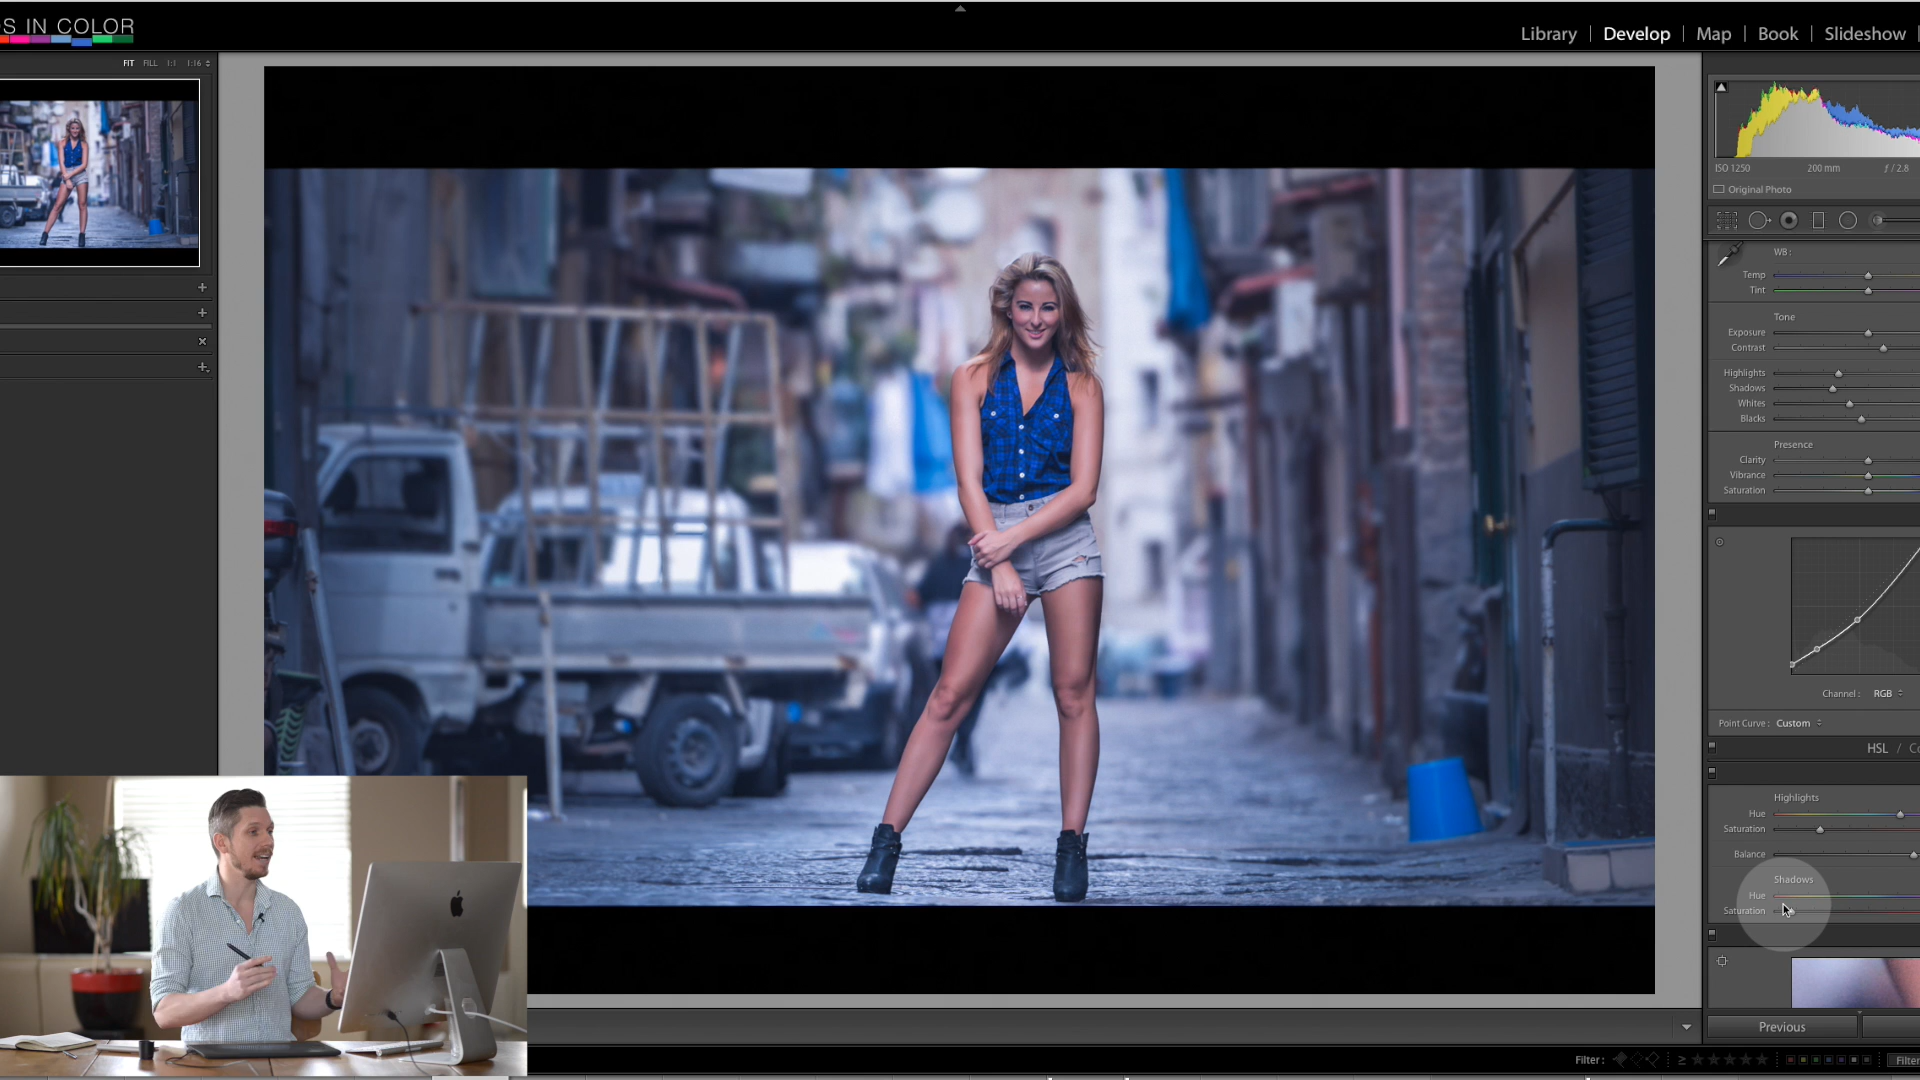 S IN COLOR
Library | Develop | Map | Book | Slideshow
FIT FILL 1:1 1:16
ISO 1250 200 mm ƒ / 2.8
Original Photo
WB :
Temp
Tint
Tone
Exposure
Contrast
Highlights
Shadows
Whites
Blacks
Presence
Clarity
Vibrance
Saturation
Channel : RGB
Point Curve : Custom
HSL / Co
Highlights
Hue
Saturation
Balance
Shadows
Hue
Saturation
Previous
Filter : ≥ Filter